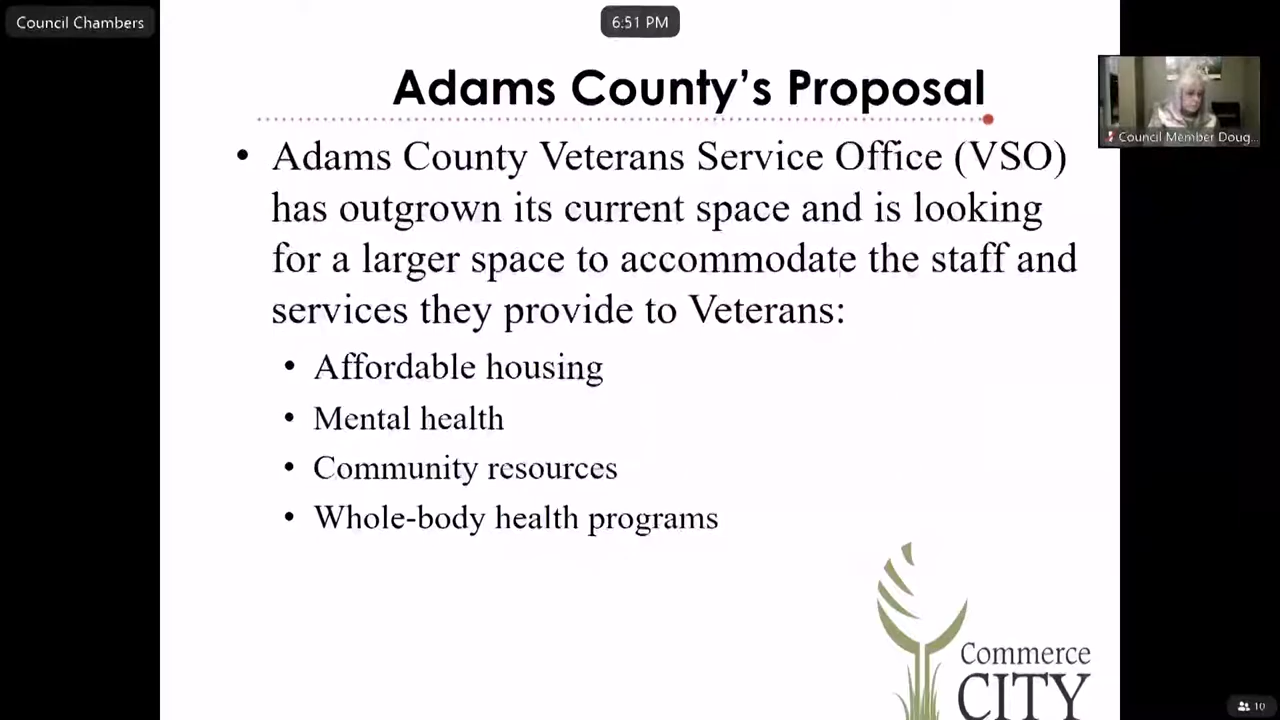 Council Chambers
6:51 PM
Adams County's Proposal
Council Member Doug...
• Adams County Veterans Service Office (VSO)
has outgrown its current space and is looking
for a larger space to accommodate the staff and
services they provide to Veterans:
• Affordable housing
• Mental health
• Community resources
• Whole-body health programs
Commerce
CITY
10